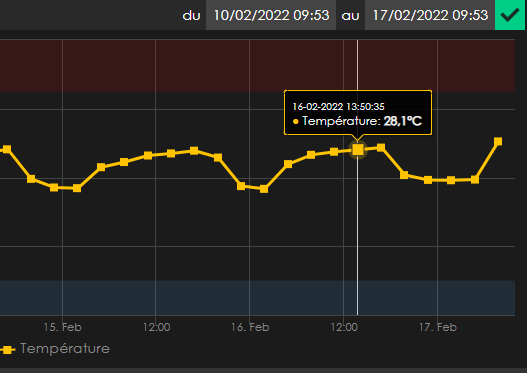 du 10/02/2022 09:53 au 17/02/2022 09:53
16-02-2022 13:50:35
Température: 28,1°C
15. Feb 12:00 16. Feb 12:00 17. Feb
Température